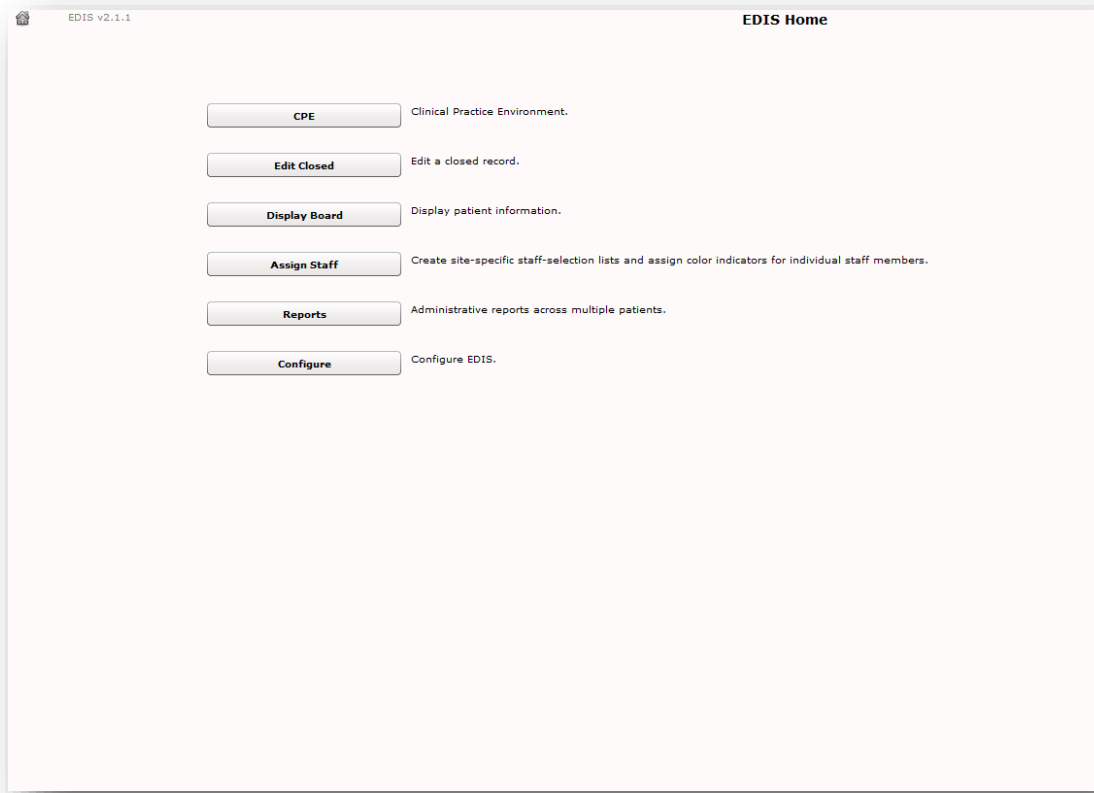 EDIS v2.1.1
EDIS Home
CPE
Clinical Practice Environment.
Edit Closed
Edit a closed record.
Display Board
Display patient information.
Assign Staff
Create site-specific staff-selection lists and assign color indicators for individual staff members.
Reports
Administrative reports across multiple patients.
Configure
Configure EDIS.